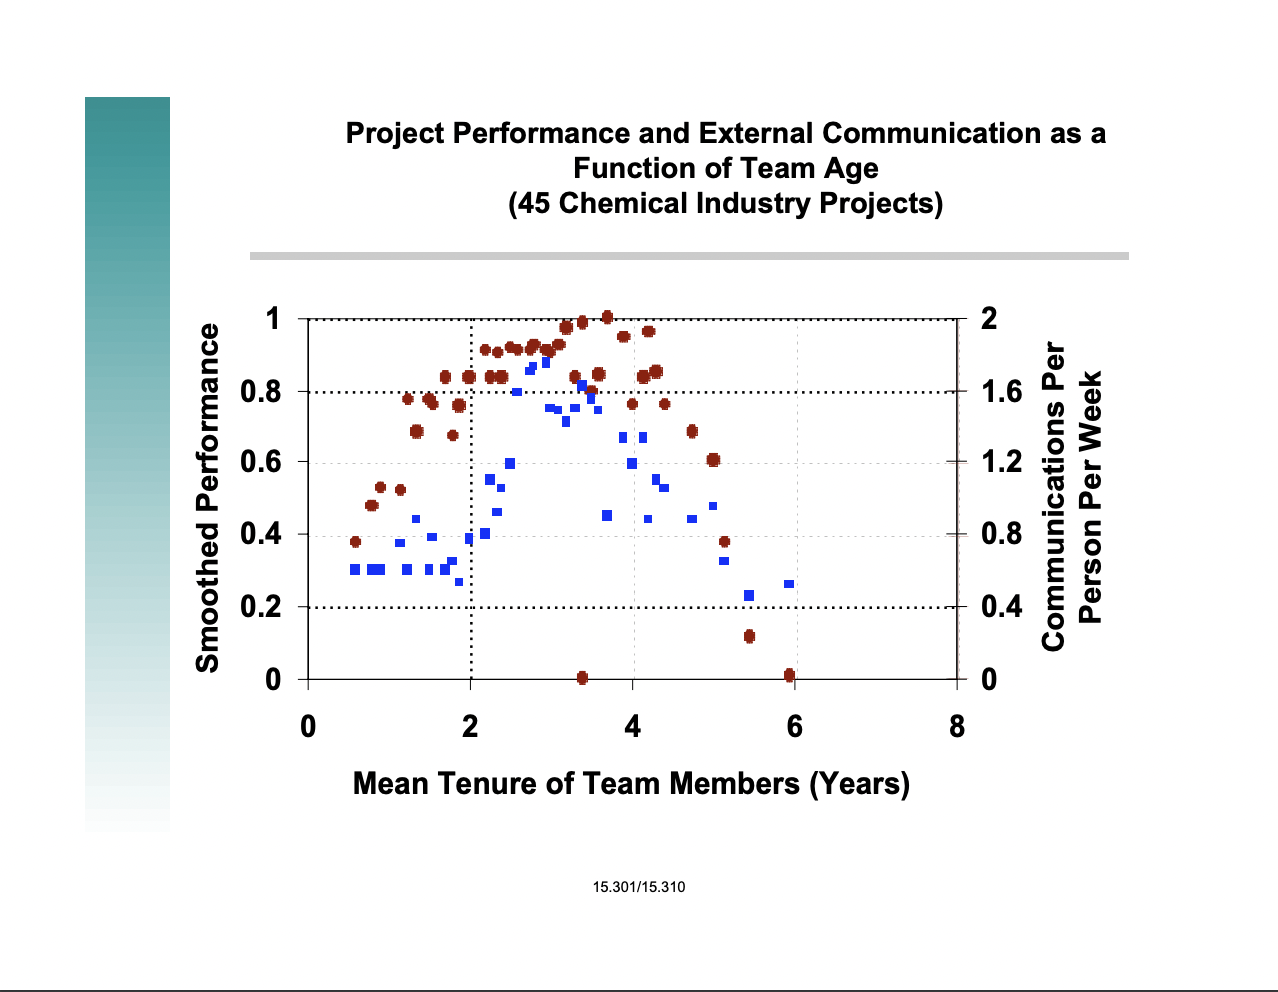 Project Performance and External Communication as a
Function of Team Age
(45 Chemical Industry Projects)
Smoothed Performance
1
0.8
0.6
0.4
0.2
0
2
1.6
1.2
0.8
0.4
0
Communications Per
Person Per Week
0
2
4
6
8
Mean Tenure of Team Members (Years)
15.301/15.310